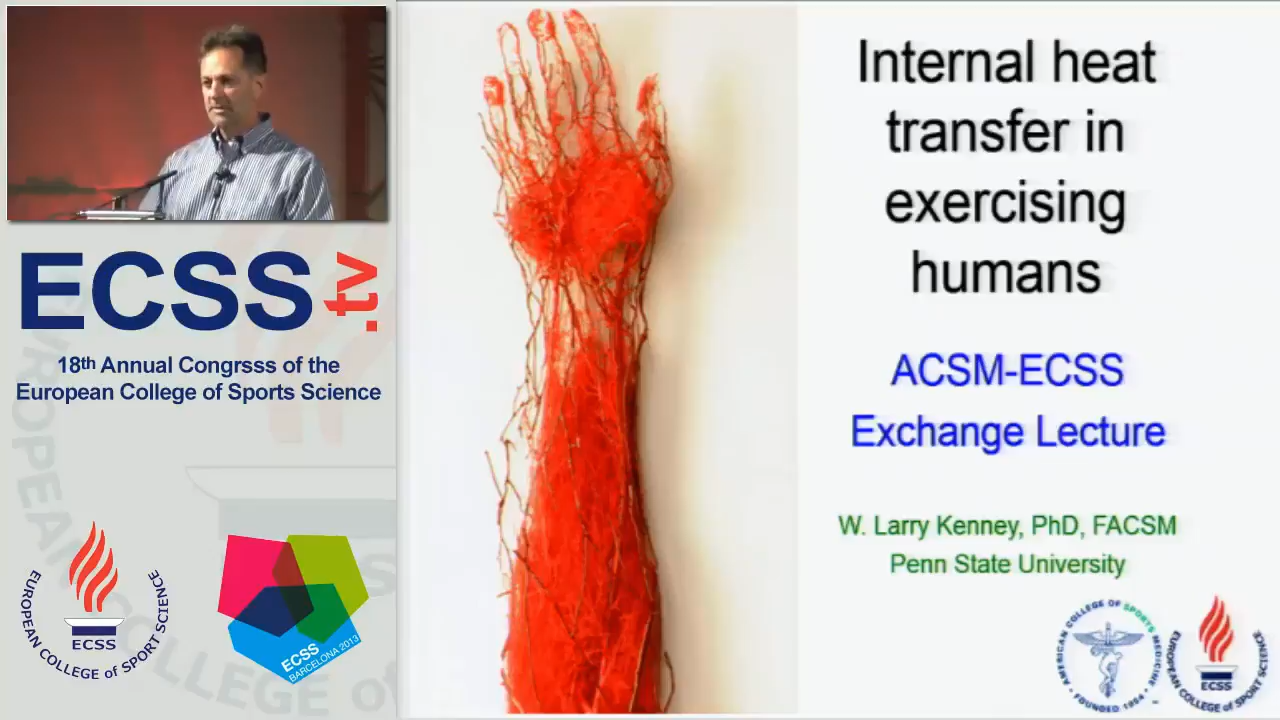 ECSS.tv
18th Annual Congrsss of the
European College of Sports Science
EUROPEAN COLLEGE of SPORT SCIENCE
ECSS
ECSS
BARCELONA 2013
Internal heat
transfer in
exercising
humans
ACSM-ECSS
Exchange Lecture
W. Larry Kenney, PhD, FACSM
Penn State University
AMERICAN COLLEGE OF SPORTS MEDICINE
FOUNDED 1954
EUROPEAN COLLEGE of SPORT SCIENCE
ECSS